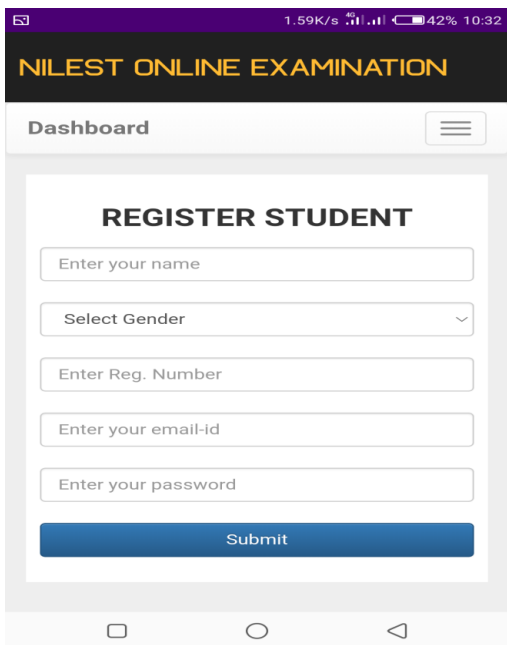 1.59K/s 4G 42% 10:32
NILEST ONLINE EXAMINATION
Dashboard
REGISTER STUDENT
Enter your name
Select Gender
Enter Reg. Number
Enter your email-id
Enter your password
Submit